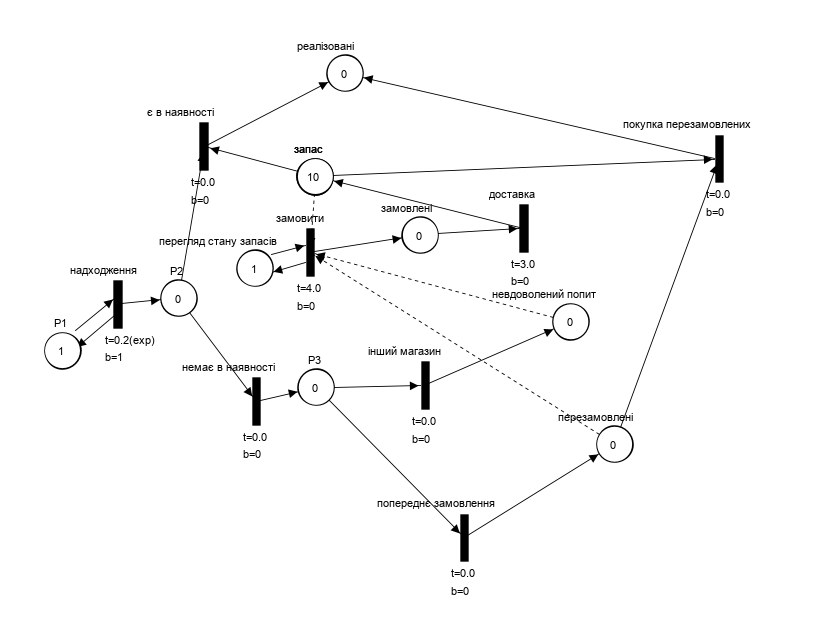 реалізовані
0
є в наявності
покупка перезамовлених
запас
10
t=0.0
b=0
t=0.0
b=0
доставка
замовлені
замовити
0
перегляд стану запасів
1
t=3.0
b=0
надходження
P2
0
t=4.0
b=0
невдоволений попит
0
P1
1
t=0.2(exp)
b=1
інший магазин
P3
немає в наявності
0
t=0.0
b=0
перезамовлені
0
t=0.0
b=0
попереднє замовлення
t=0.0
b=0